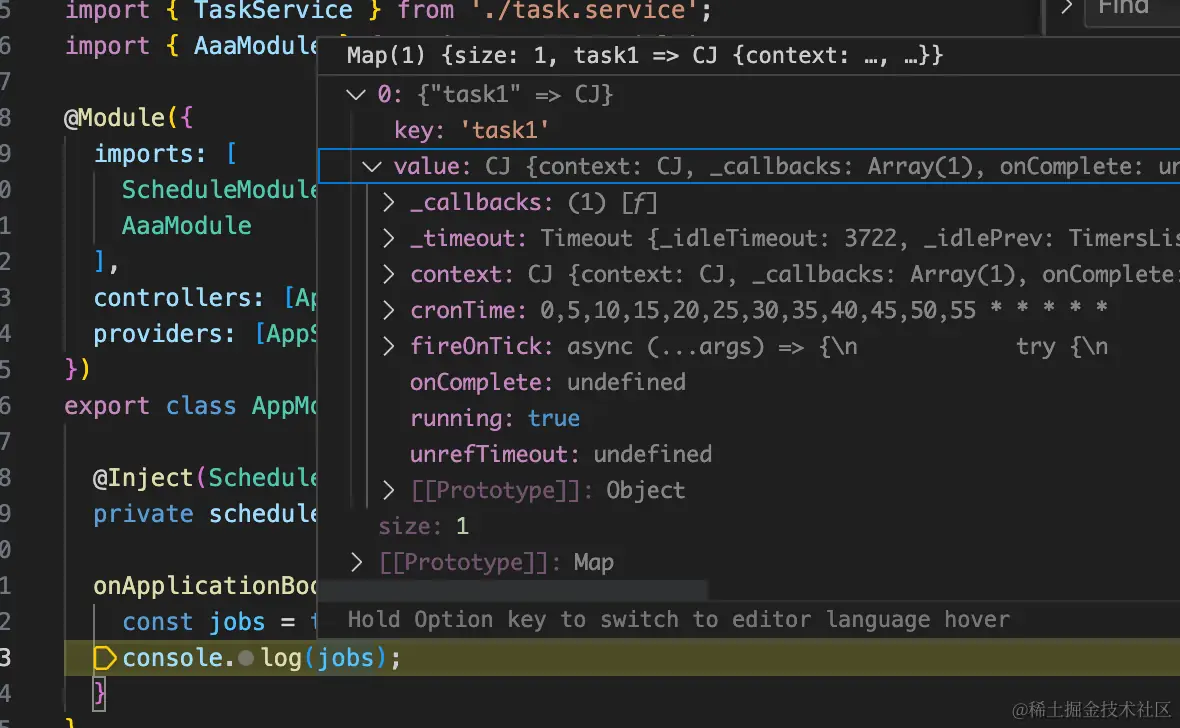 5 import { TaskService } from './task.service';
6 import { AaaModule
7
8 @Module({
9 imports: [
0 ScheduleModule
1 AaaModule
2 ],
3 controllers: [Ap
4 providers: [AppS
5 })
6 export class AppMo
7
8 @Inject(Schedule
9 private schedule
0
1 onApplicationBoo
2 const jobs = t
3 console.log(jobs);
4 }
5 }
Find
Map(1) {size: 1, task1 => CJ {context: …, …}}
0: {"task1" => CJ}
key: 'task1'
value: CJ {context: CJ, _callbacks: Array(1), onComplete: un
_callbacks: (1) [ƒ]
_timeout: Timeout {_idleTimeout: 3722, _idlePrev: TimersLis
context: CJ {context: CJ, _callbacks: Array(1), onComplete:
cronTime: 0,5,10,15,20,25,30,35,40,45,50,55 * * * * *
fireOnTick: async (...args) => {\n try {\n
onComplete: undefined
running: true
unrefTimeout: undefined
[[Prototype]]: Object
size: 1
[[Prototype]]: Map
Hold Option key to switch to editor language hover
@稀土掘金技术社区